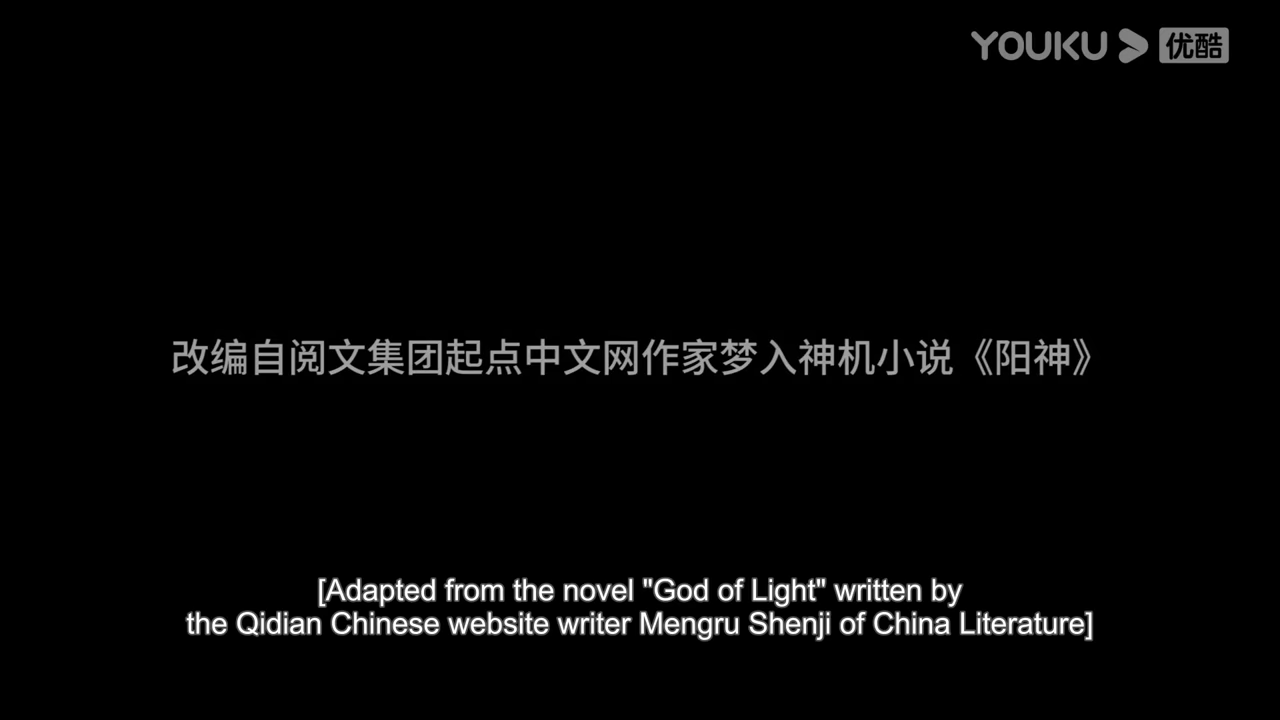 YOUKU 优酷
改编自阅文集团起点中文网作家梦入神机小说《阳神》
[Adapted from the novel "God of Light" written by
the Qidian Chinese website writer Mengru Shenji of China Literature]